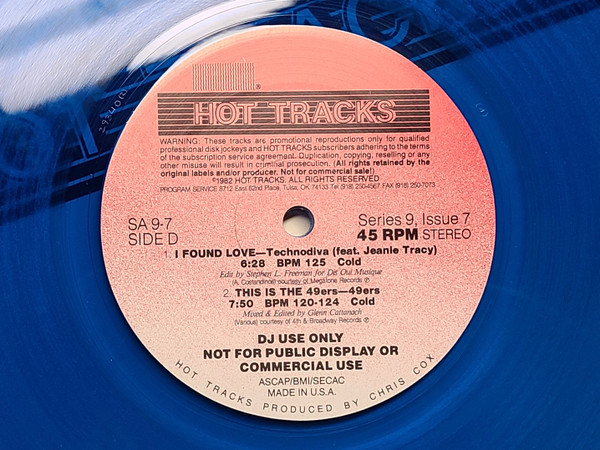 HOT TRACKS
WARNING: These tracks are promotional reproductions only for qualified
professional disk jockeys and HOT TRACKS subscribers adhering to the terms
of the subscription service agreement. Duplication, copying, reselling or any
other misuse will result in criminal prosecution. (All rights retained by the
original labels and/or producer. Not for commercial sale!)
©1982 HOT TRACKS. ALL RIGHTS RESERVED
PROGRAM SERVICE 8712 East 62nd Place, Tulsa, OK 74133 Tel (918) 250-4567 FAX (918) 250-7073
SA 9-7
SIDE D
Series 9, Issue 7
45 RPM STEREO
1. I FOUND LOVE—Technodiva (feat. Jeanie Tracy)
6:28 BPM 125 Cold
Edit by Stephen L. Freeman for Dis Oui Musique
(A. Costandinos) courtesy of Megatone Records ℗
2. THIS IS THE 49ers—49ers
7:50 BPM 120-124 Cold
Mixed & Edited by Glenn Cattanach
(Various) courtesy of 4th & Broadway Records ℗
DJ USE ONLY
NOT FOR PUBLIC DISPLAY OR
COMMERCIAL USE
ASCAP/BMI/SECAC
MADE IN U.S.A.
HOT TRACKS PRODUCED BY CHRIS COX